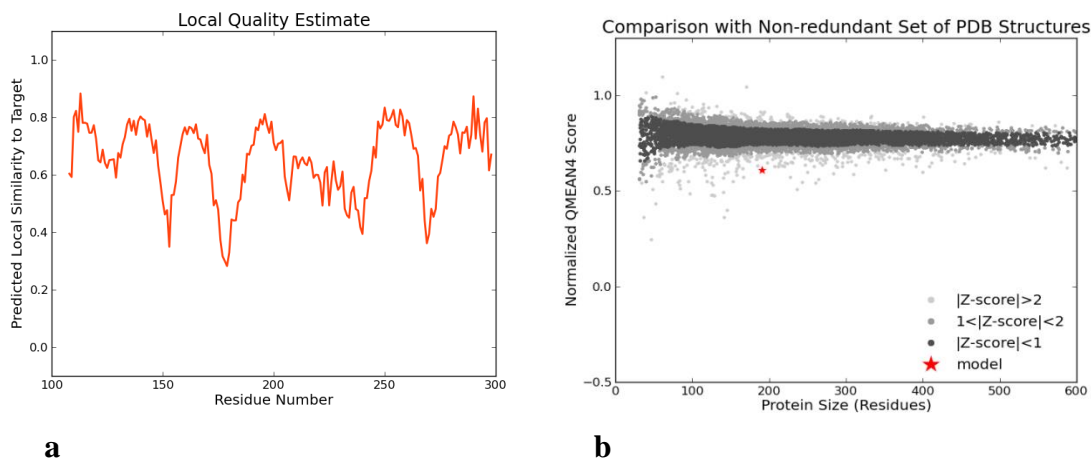 Local Quality Estimate
Predicted Local Similarity to Target
1.0
0.8
0.6
0.4
0.2
0.0
100
150
200
250
300
Residue Number
a
Comparison with Non-redundant Set of PDB Structures
Normalized QMEAN4 Score
1.0
0.5
0.0
−0.5
|Z-score|>2
1<|Z-score|<2
|Z-score|<1
model
0
100
200
300
400
500
600
Protein Size (Residues)
b